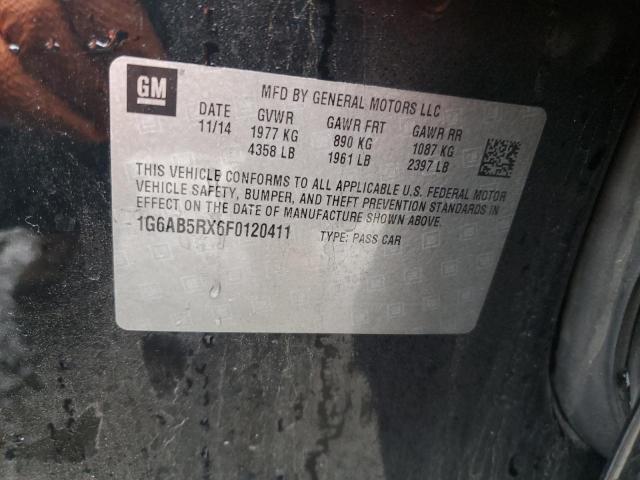 GM
MFD BY GENERAL MOTORS LLC
DATE GVWR GAWR FRT GAWR RR
11/14 1977 KG 890 KG 1087 KG
4358 LB 1961 LB 2397 LB
THIS VEHICLE CONFORMS TO ALL APPLICABLE U.S. FEDERAL MOTOR
VEHICLE SAFETY, BUMPER, AND THEFT PREVENTION STANDARDS IN
EFFECT ON THE DATE OF MANUFACTURE SHOWN ABOVE.
1G6AB5RX6F0120411 TYPE: PASS CAR